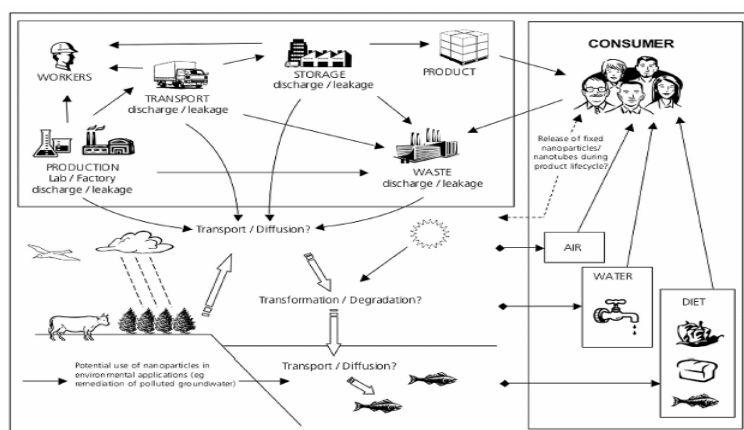 CONSUMER
WORKERS
STORAGE
discharge / leakage
PRODUCT
TRANSPORT
discharge / leakage
PRODUCTION
Lab / Factory
discharge / leakage
WASTE
discharge / leakage
Release of fixed
nanoparticles/
nanotubes during
product lifecycle?
Transport / Diffusion?
AIR
WATER
Transformation / Degradation?
DIET
Potential use of nanoparticles in
environmental applications (eg
remediation of polluted groundwater)
Transport / Diffusion?